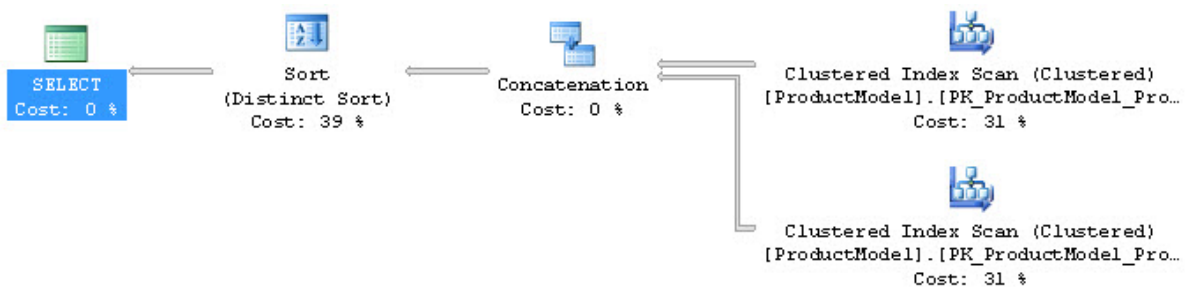 SELECT
Cost: 0 %
Sort
(Distinct Sort)
Cost: 39 %
Concatenation
Cost: 0 %
Clustered Index Scan (Clustered)
[ProductModel].[PK_ProductModel_Pro…
Cost: 31 %
Clustered Index Scan (Clustered)
[ProductModel].[PK_ProductModel_Pro…
Cost: 31 %